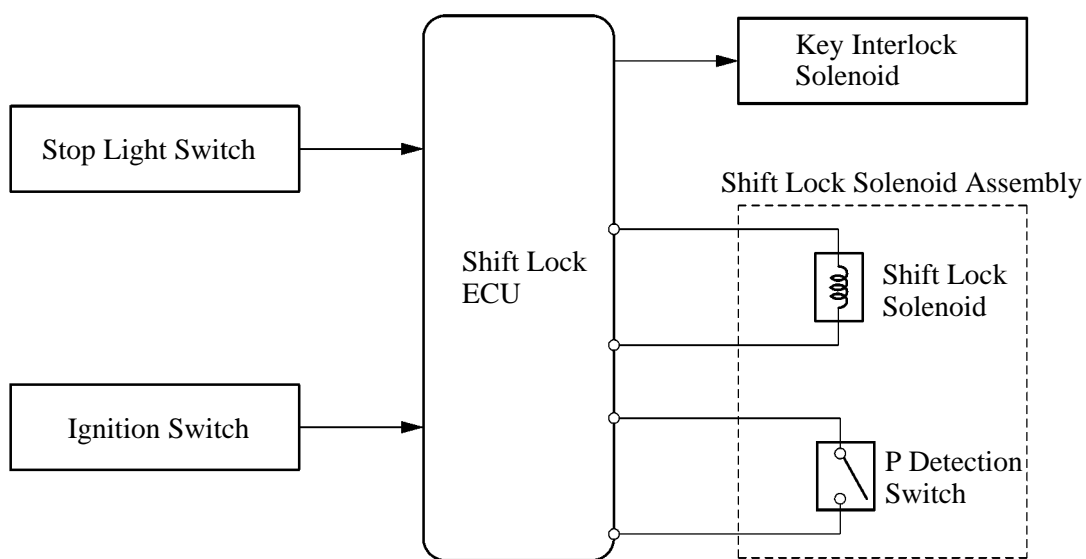 Key Interlock
Solenoid
Stop Light Switch
Shift Lock Solenoid Assembly
Shift Lock
ECU
Shift Lock
Solenoid
Ignition Switch
P Detection
Switch